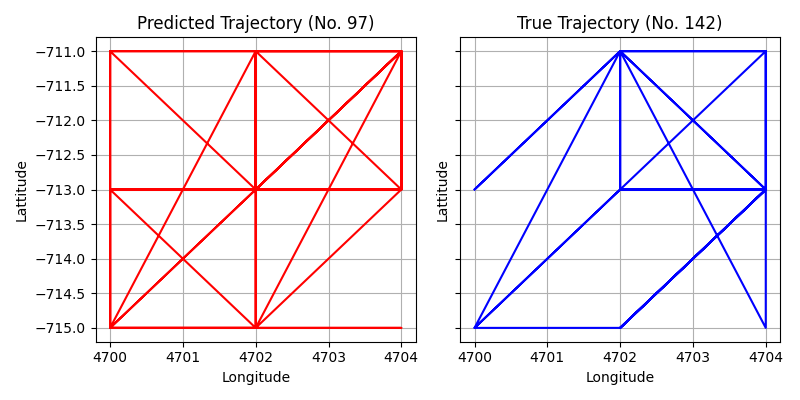 Predicted Trajectory (No. 97)
Lattitude
−711.0
−711.5
−712.0
−712.5
−713.0
−713.5
−714.0
−714.5
−715.0
4700 4701 4702 4703 4704
Longitude
True Trajectory (No. 142)
Lattitude
4700 4701 4702 4703 4704
Longitude